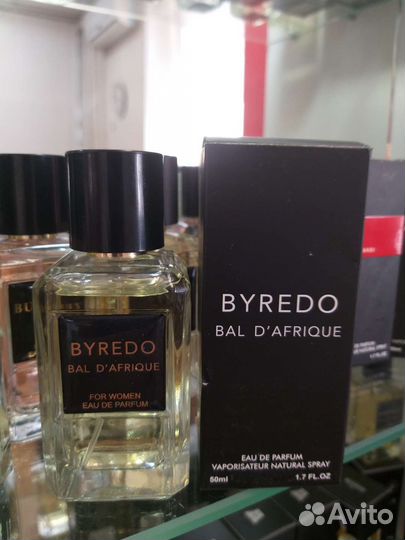 BYREDO
BAL D'AFRIQUE
FOR WOMEN
EAU DE PARFUM
BYREDO
BAL D'AFRIQUE
EAU DE PARFUM
VAPORISATEUR NATURAL SPRAY
50ml 1.7 FL.OZ
BU
Avito